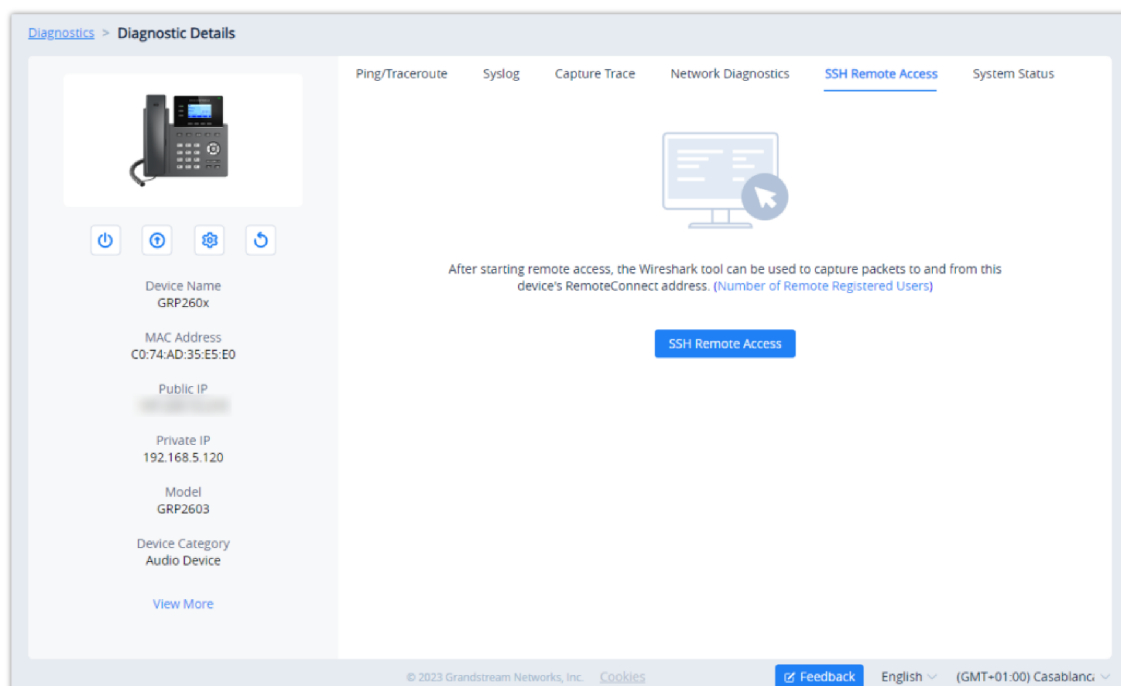 Diagnostics > Diagnostic Details
Ping/Traceroute Syslog Capture Trace Network Diagnostics SSH Remote Access System Status
Device Name
GRP260x
MAC Address
C0:74:AD:35:E5:E0
Public IP
Private IP
192.168.5.120
Model
GRP2603
Device Category
Audio Device
View More
After starting remote access, the Wireshark tool can be used to capture packets to and from this
device's RemoteConnect address. (Number of Remote Registered Users)
SSH Remote Access
© 2023 Grandstream Networks, Inc. Cookies Feedback English (GMT+01:00) Casablanc